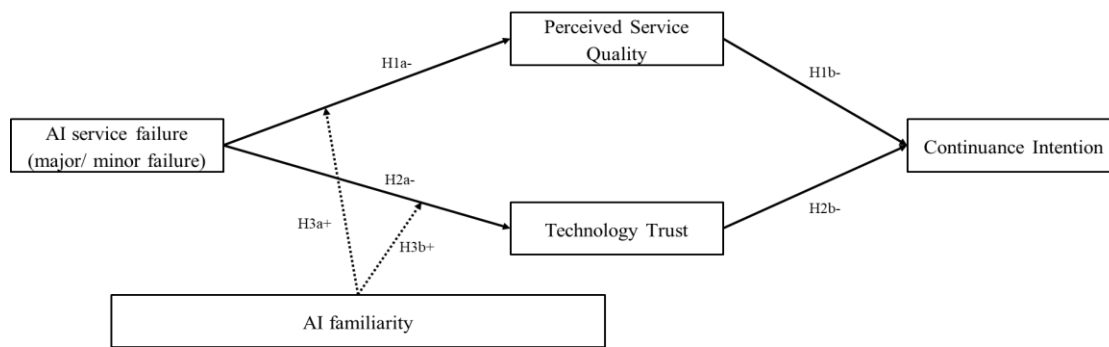 Perceived Service
Quality
H1a-
H1b-
AI service failure
(major/ minor failure)
Continuance Intention
H2a-
H2b-
H3a+
H3b+
Technology Trust
AI familiarity